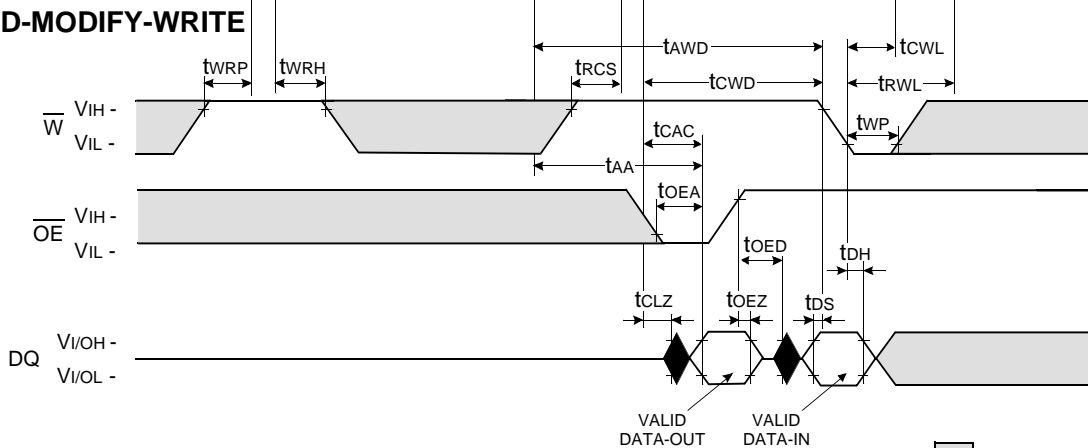 D-MODIFY-WRITE
tAWD
tCWL
tWRP
tWRH
tRCS
tCWD
tRWL
W
VIH -
VIL -
tWP
tCAC
tAA
tOEA
OE
VIH -
VIL -
tOED
tDH
tCLZ
tOEZ
tDS
DQ
VI/OH -
VI/OL -
VALID
DATA-OUT
VALID
DATA-IN